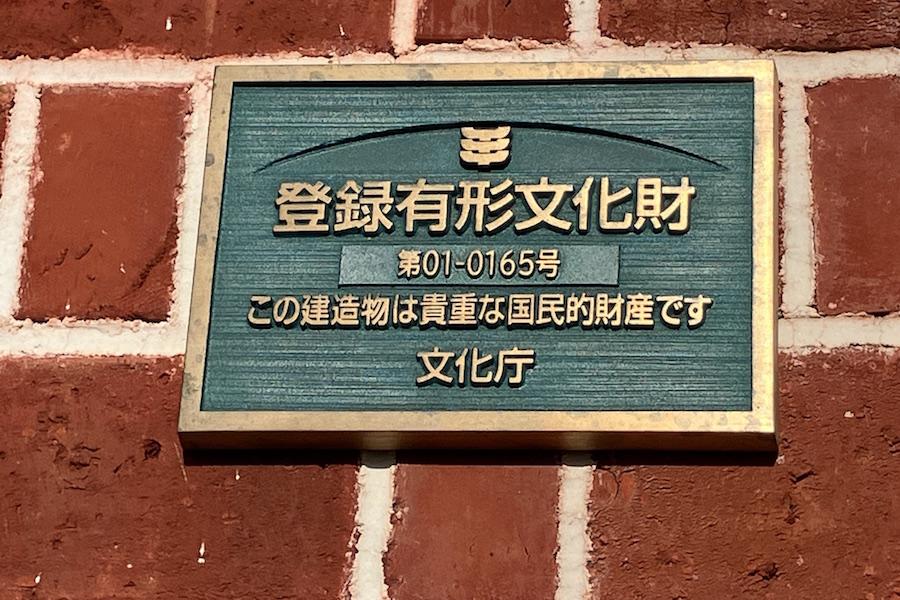 登録有形文化財
第01-0165号
この建造物は貴重な国民的財産です
文化庁